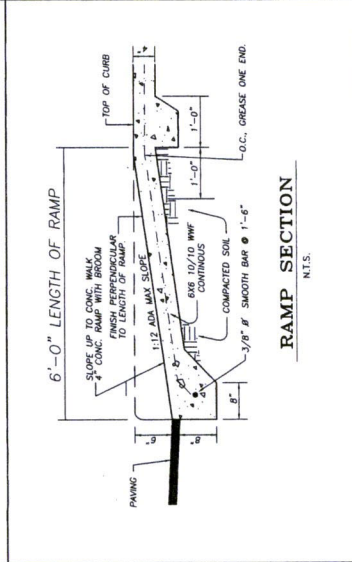 6'-0" LENGTH OF RAMP
TOP OF CURB
SLOPE UP TO CONC. WALK
4" CONC. RAMP WITH BROOM
FINISH PERPENDICULAR
TO LENGTH OF RAMP.
1:12 ADA MAX SLOPE
4"
PAVING
6"
8"
8"
6X6 10/10 WWF
CONTINOUS
COMPACTED SOIL
3/8" Ø' SMOOTH BAR @ 1'-6"
O.C., GREASE ONE END.
1'-0"
1'-0"
RAMP SECTION
N.T.S.